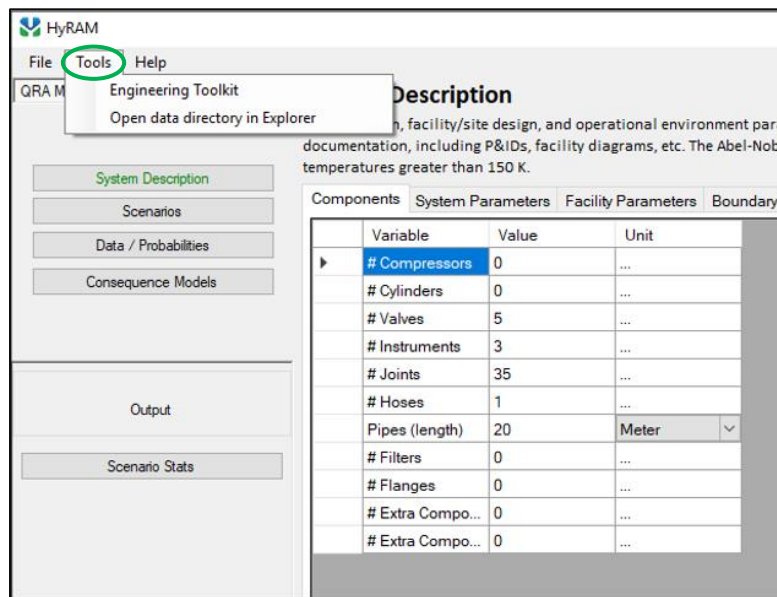 HyRAM
File Tools Help
QRA M
Engineering Toolkit
Open data directory in Explorer
Description
, facility/site design, and operational environment par
documentation, including P&IDs, facility diagrams, etc. The Abel-Nob
temperatures greater than 150 K.
System Description
Scenarios
Data / Probabilities
Consequence Models
Output
Scenario Stats
Components System Parameters Facility Parameters Boundary
Variable Value Unit
# Compressors 0 ...
# Cylinders 0 ...
# Valves 5 ...
# Instruments 3 ...
# Joints 35 ...
# Hoses 1 ...
Pipes (length) 20 Meter
# Filters 0 ...
# Flanges 0 ...
# Extra Compo... 0 ...
# Extra Compo... 0 ...